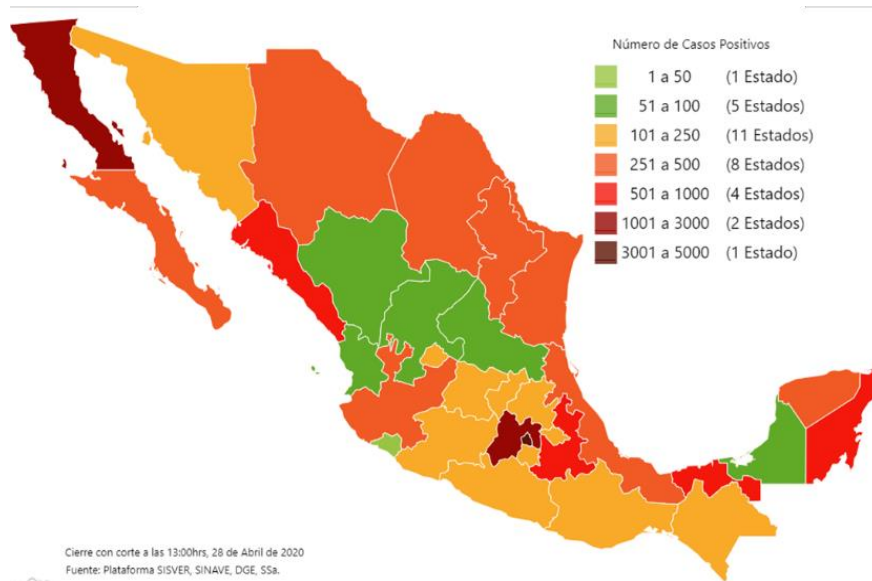 Número de Casos Positivos
1 a 50 (1 Estado)
51 a 100 (5 Estados)
101 a 250 (11 Estados)
251 a 500 (8 Estados)
501 a 1000 (4 Estados)
1001 a 3000 (2 Estados)
3001 a 5000 (1 Estado)
Cierre con corte a las 13:00hrs, 28 de Abril de 2020
Fuente: Plataforma SISVER, SINAVE, DGE, SSa.